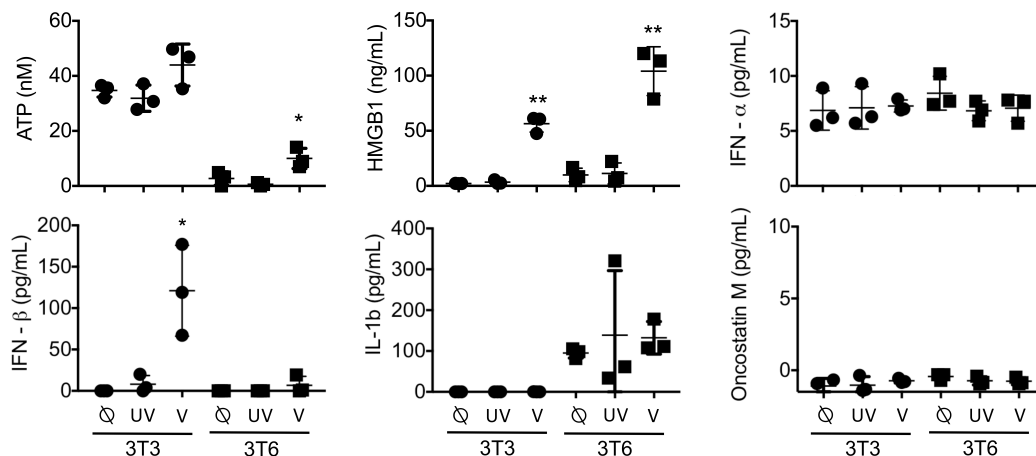 ATP (nM)
60
40
20
0
*
HMGB1 (ng/mL)
150
100
50
0
**
**
IFN - α (pg/mL)
15
10
5
0
IFN - β (pg/mL)
200
150
100
50
0
*
∅ UV V ∅ UV V
3T3 3T6
IL-1b (pg/mL)
400
300
200
100
0
∅ UV V ∅ UV V
3T3 3T6
Oncostatin M (pg/mL)
10
5
0
∅ UV V ∅ UV V
3T3 3T6